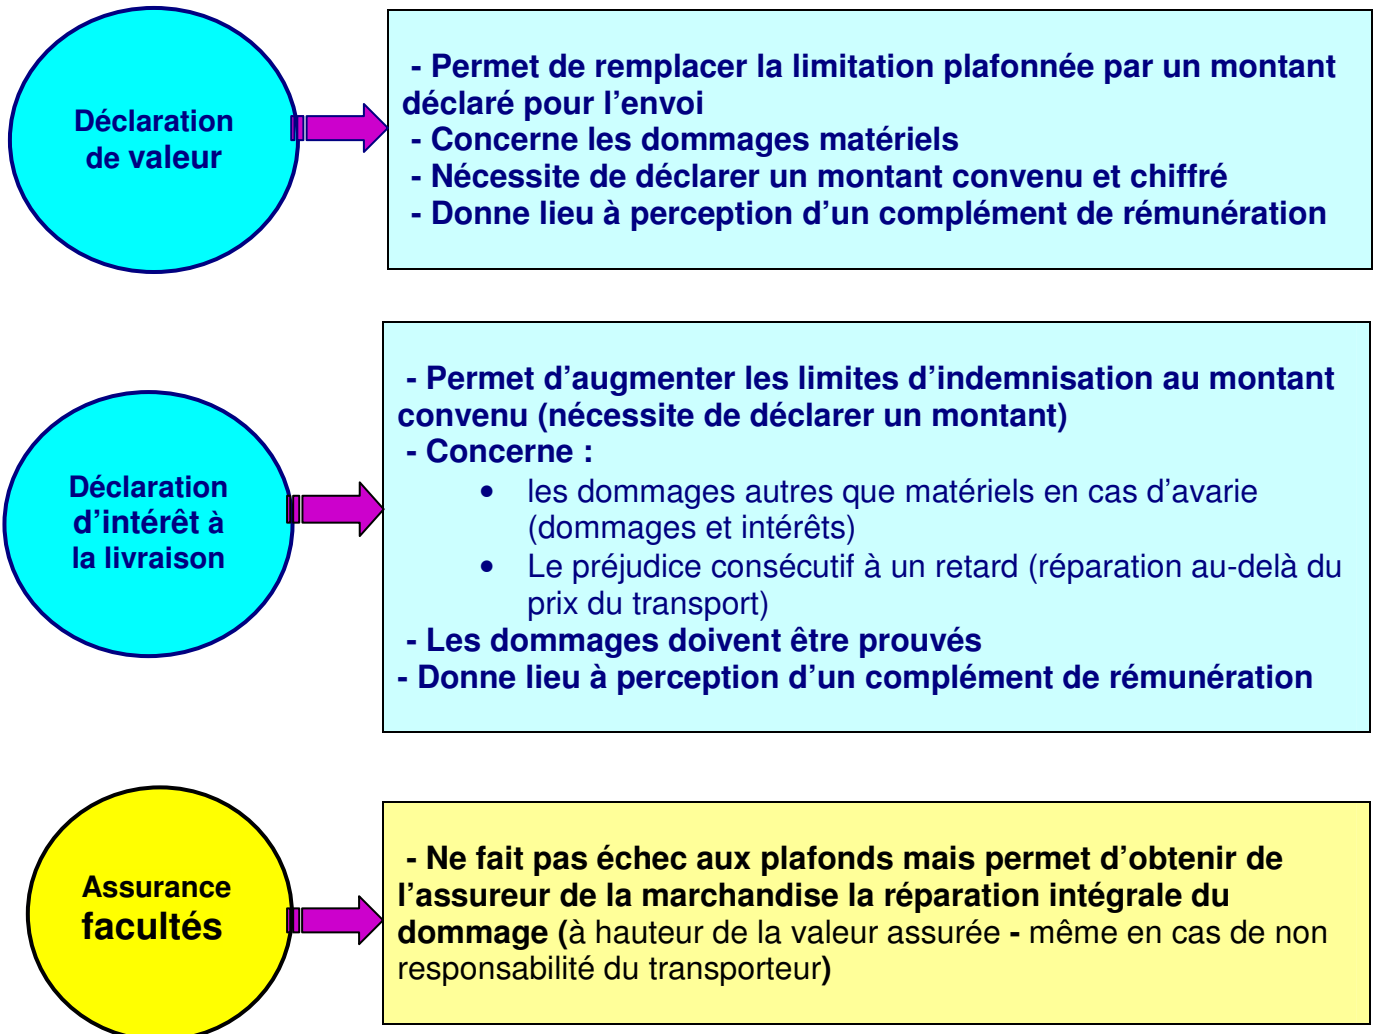 Déclaration
de valeur
- Permet de remplacer la limitation plafonnée par un montant
déclaré pour l’envoi
- Concerne les dommages matériels
- Nécessite de déclarer un montant convenu et chiffré
- Donne lieu à perception d’un complément de rémunération
Déclaration
d’intérêt à
la livraison
- Permet d’augmenter les limites d’indemnisation au montant
convenu (nécessite de déclarer un montant)
- Concerne :
• les dommages autres que matériels en cas d’avarie
(dommages et intérêts)
• Le préjudice consécutif à un retard (réparation au-delà du
prix du transport)
- Les dommages doivent être prouvés
- Donne lieu à perception d’un complément de rémunération
Assurance
facultés
- Ne fait pas échec aux plafonds mais permet d’obtenir de
l’assureur de la marchandise la réparation intégrale du
dommage (à hauteur de la valeur assurée - même en cas de non
responsabilité du transporteur)